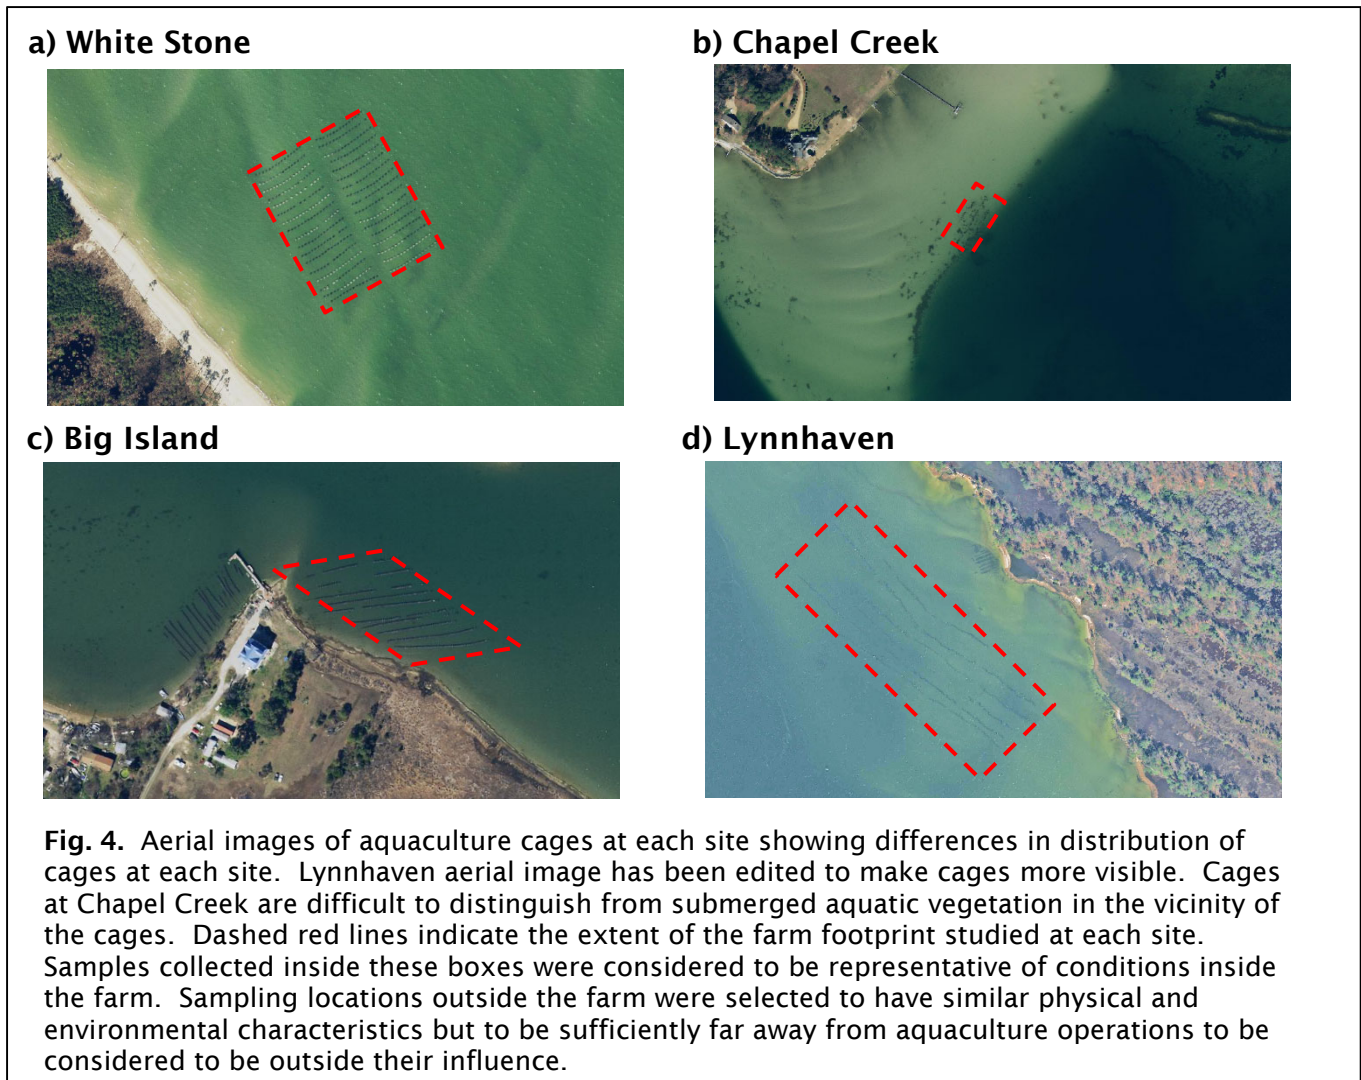 a) White Stone
b) Chapel Creek
c) Big Island
d) Lynnhaven
Fig. 4. Aerial images of aquaculture cages at each site showing differences in distribution of
cages at each site. Lynnhaven aerial image has been edited to make cages more visible. Cages
at Chapel Creek are difficult to distinguish from submerged aquatic vegetation in the vicinity of
the cages. Dashed red lines indicate the extent of the farm footprint studied at each site.
Samples collected inside these boxes were considered to be representative of conditions inside
the farm. Sampling locations outside the farm were selected to have similar physical and
environmental characteristics but to be sufficiently far away from aquaculture operations to be
considered to be outside their influence.